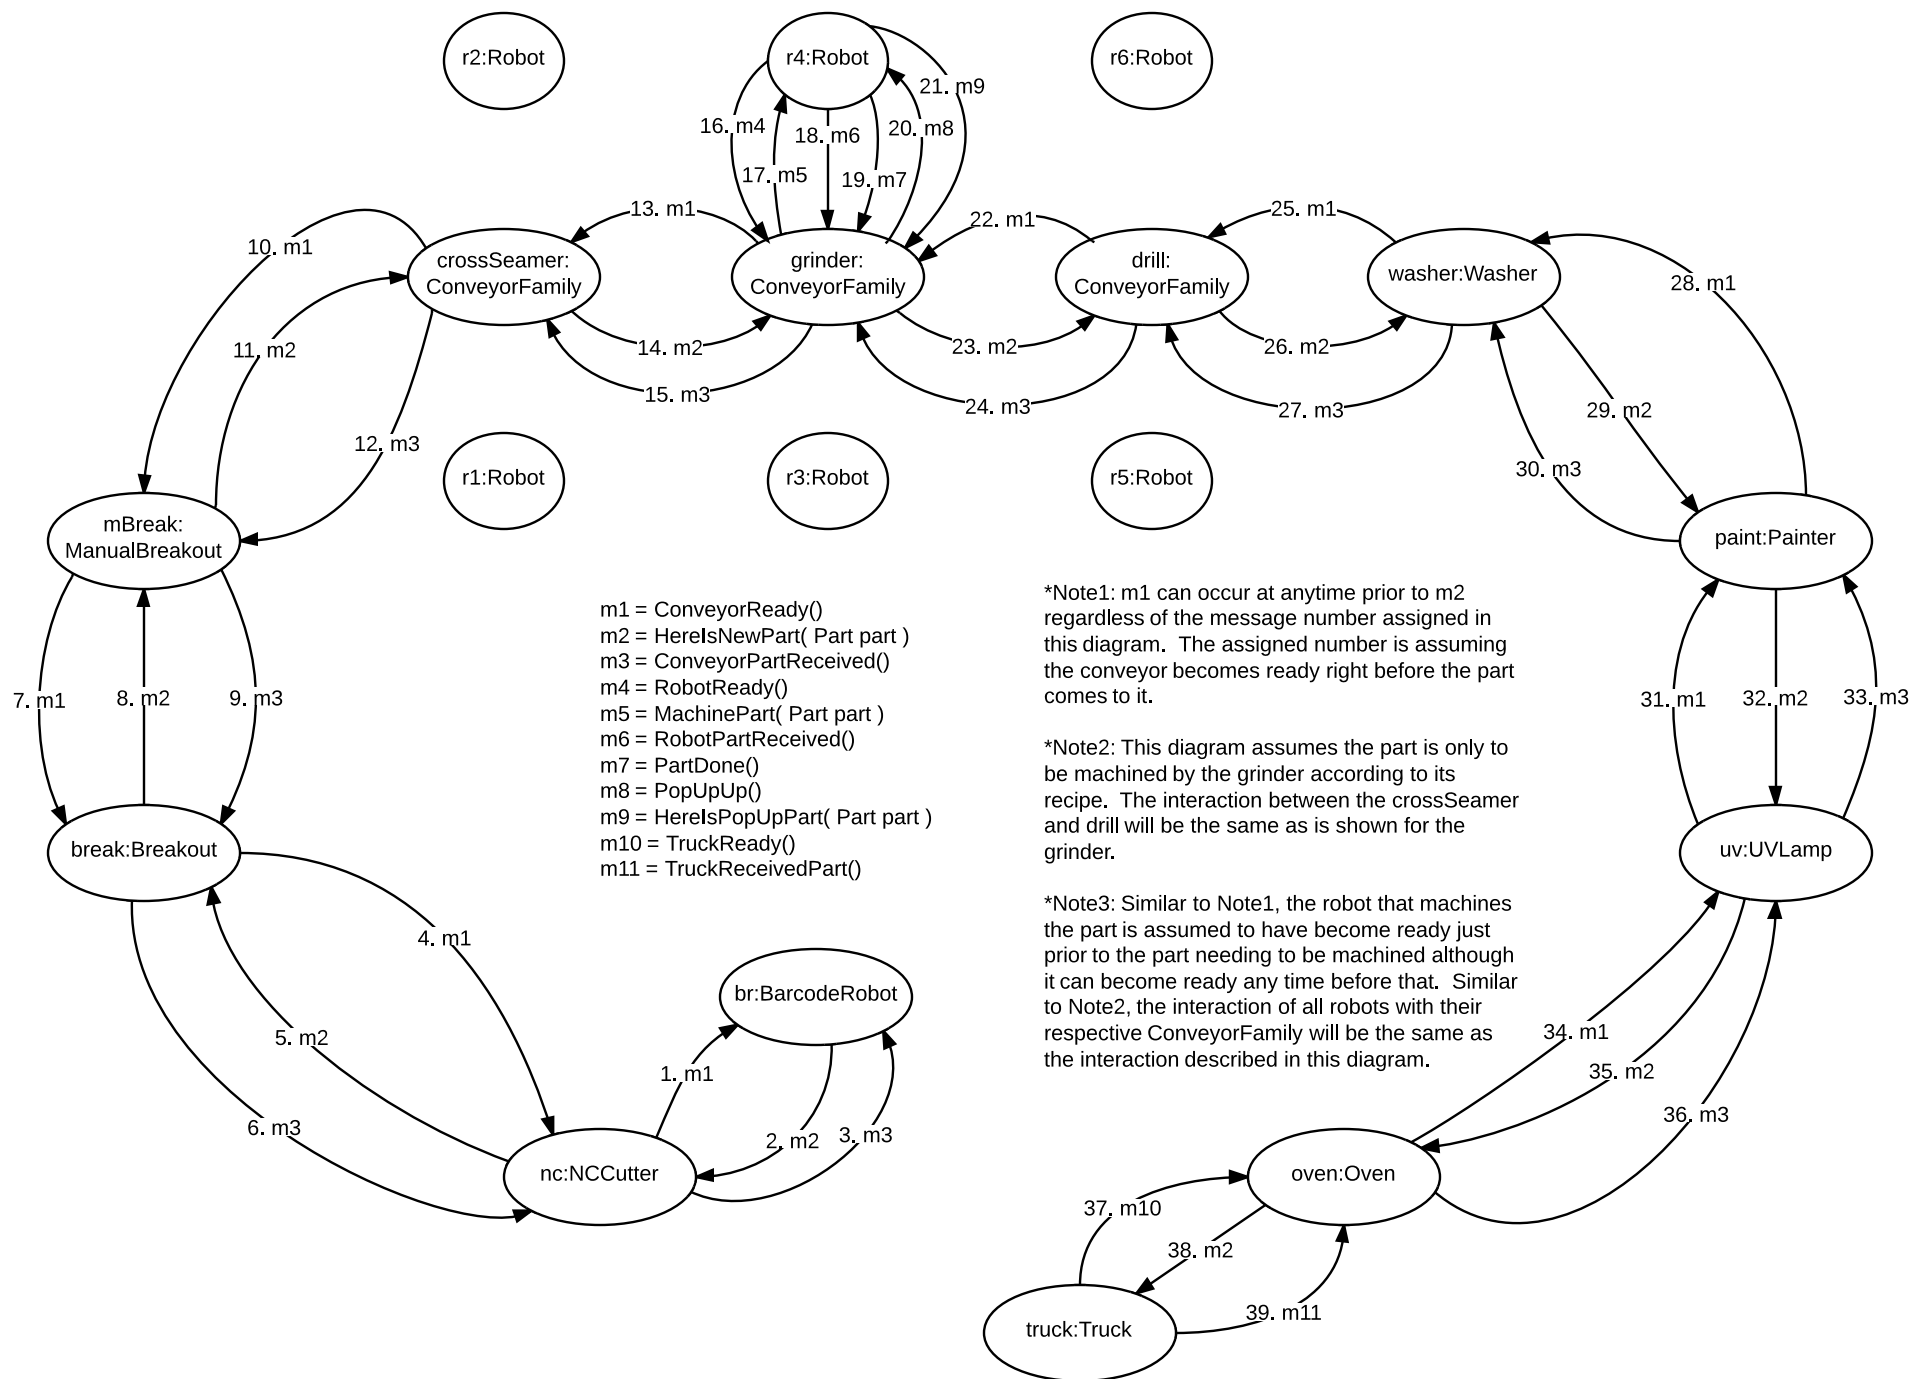 r2:Robot
r4:Robot
r6:Robot
21. m9
16. m4
18. m6
20. m8
17. m5
19. m7
13. m1
22. m1
25. m1
10. m1
crossSeamer:
ConveyorFamily
grinder:
ConveyorFamily
drill:
ConveyorFamily
washer:Washer
28. m1
11. m2
14. m2
23. m2
26. m2
15. m3
24. m3
27. m3
29. m2
12. m3
30. m3
r1:Robot
r3:Robot
r5:Robot
mBreak:
ManualBreakout
paint:Painter
7. m1
8. m2
9. m3
m1 = ConveyorReady()
m2 = HereIsNewPart( Part part )
m3 = ConveyorPartReceived()
m4 = RobotReady()
m5 = MachinePart( Part part )
m6 = RobotPartReceived()
m7 = PartDone()
m8 = PopUpUp()
m9 = HereIsPopUpPart( Part part )
m10 = TruckReady()
m11 = TruckReceivedPart()
*Note1: m1 can occur at anytime prior to m2
regardless of the message number assigned in
this diagram.  The assigned number is assuming
the conveyor becomes ready right before the part
comes to it.
*Note2: This diagram assumes the part is only to
be machined by the grinder according to its
recipe.  The interaction between the crossSeamer
and drill will be the same as is shown for the
grinder.
*Note3: Similar to Note1, the robot that machines
the part is assumed to have become ready just
prior to the part needing to be machined although
it can become ready any time before that.  Similar
to Note2, the interaction of all robots with their
respective ConveyorFamily will be the same as
the interaction described in this diagram.
31. m1
32. m2
33. m3
break:Breakout
uv:UVLamp
4. m1
5. m2
6. m3
br:BarcodeRobot
1. m1
2. m2
3. m3
nc:NCCutter
34. m1
35. m2
36. m3
oven:Oven
37. m10
38. m2
39. m11
truck:Truck